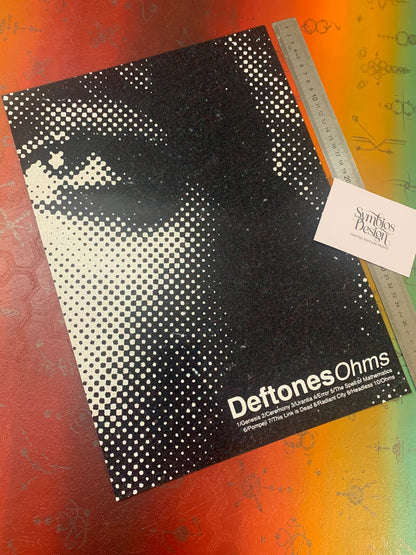 Symbios
Design
DeftonesOhms
1/Genesis 2/Ceremony 3/Urantia 4/Error 5/The Spell of Mathematics
6/Pompeji 7/This Link is Dead 8/Radiant City 9/Headless 10/Ohms